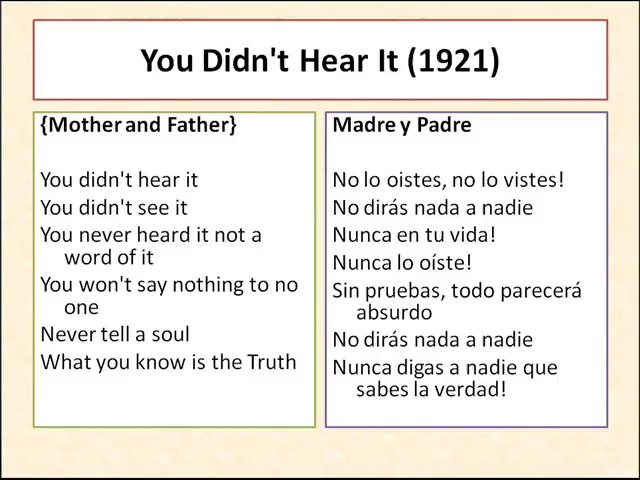 You Didn't Hear It (1921)
{Mother and Father}
You didn't hear it
You didn't see it
You never heard it not a
word of it
You won't say nothing to no
one
Never tell a soul
What you know is the Truth
Madre y Padre
No lo oistes, no lo vistes!
No dirás nada a nadie
Nunca en tu vida!
Nunca lo oíste!
Sin pruebas, todo parecerá
absurdo
No dirás nada a nadie
Nunca digas a nadie que
sabes la verdad!